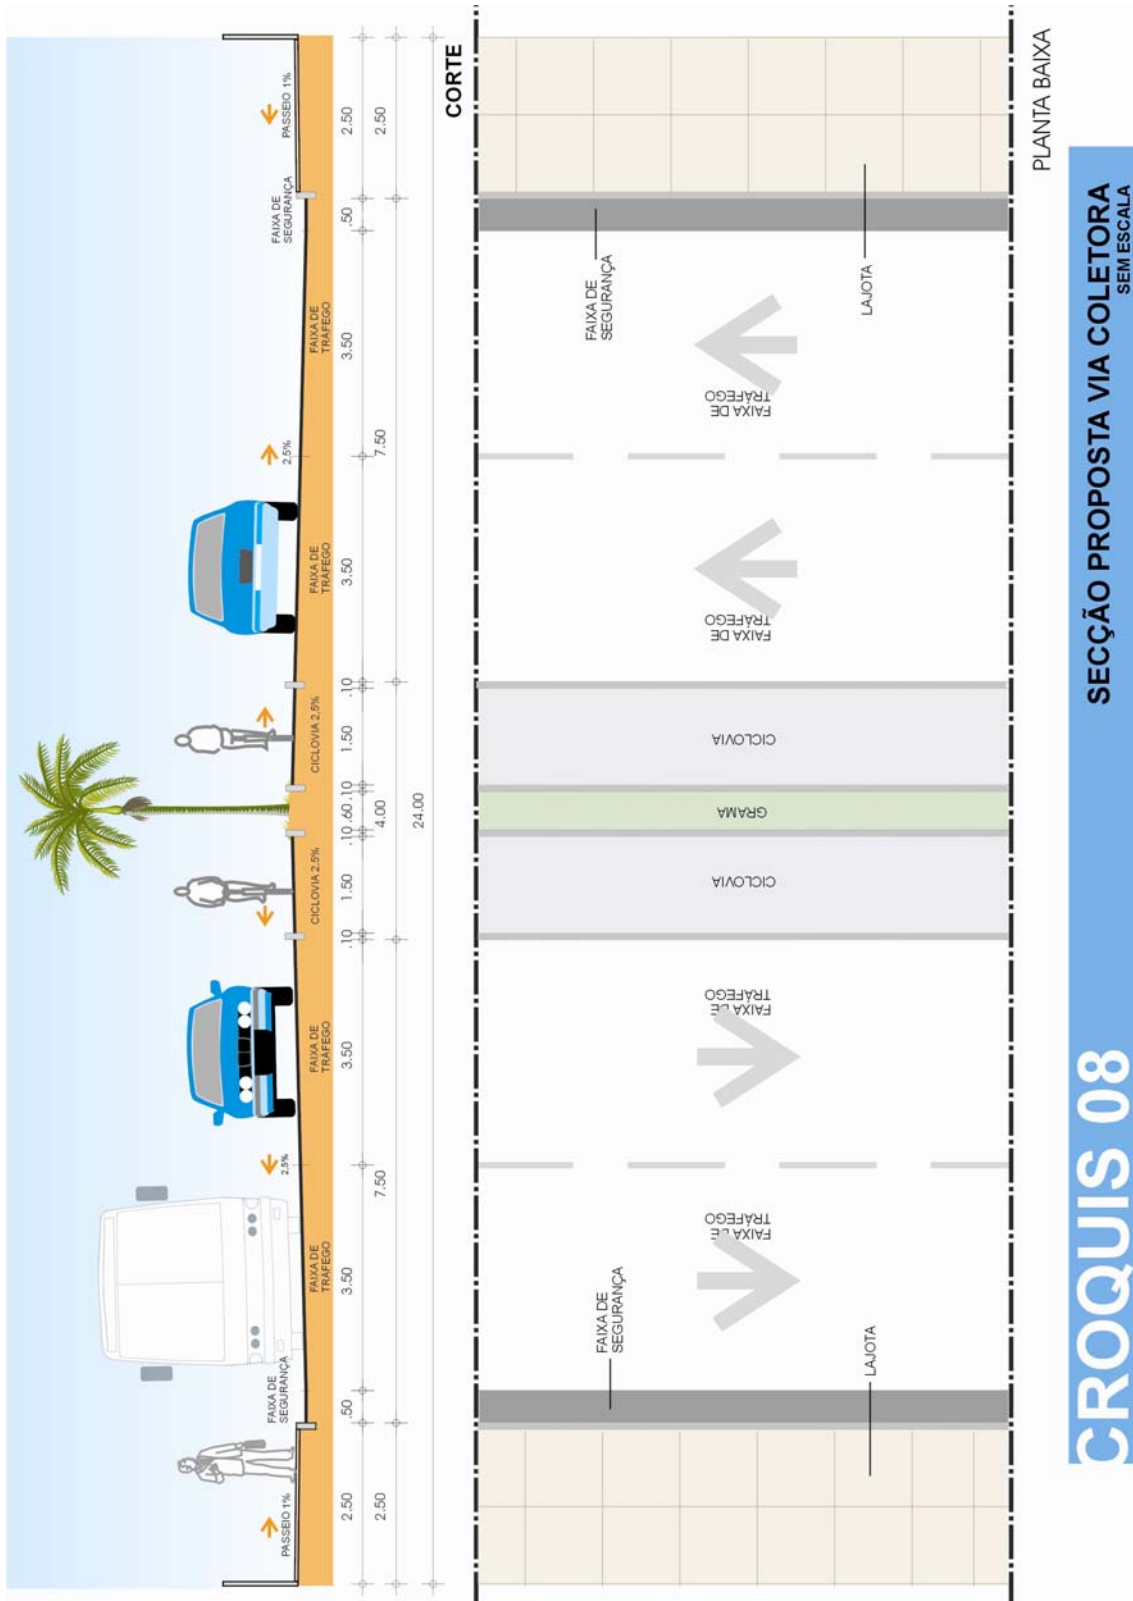 PASSEIO 1%
FAIXA DE
SEGURANÇA
FAIXA DE
TRÁFEGO
2,5%
FAIXA DE
TRÁFEGO
CICLOVIA 2,5%
CICLOVIA 2,5%
FAIXA DE
TRÁFEGO
2,5%
FAIXA DE
TRÁFEGO
FAIXA DE
SEGURANÇA
PASSEIO 1%
2.50
.50
3.50
3.50
.10
1.50
.10
.60
.10
1.50
.10
3.50
3.50
.50
2.50
2.50
7.50
4.00
7.50
2.50
24.00
CORTE
LAJOTA
FAIXA DE
SEGURANÇA
FAIXA DE
TRÁFEGO
FAIXA DE
TRÁFEGO
CICLOVIA
GRAMA
CICLOVIA
FAIXA DE
TRÁFEGO
FAIXA DE
TRÁFEGO
FAIXA DE
SEGURANÇA
LAJOTA
PLANTA BAIXA
CROQUIS 08
SECÇÃO PROPOSTA VIA COLETORA
SEM ESCALA